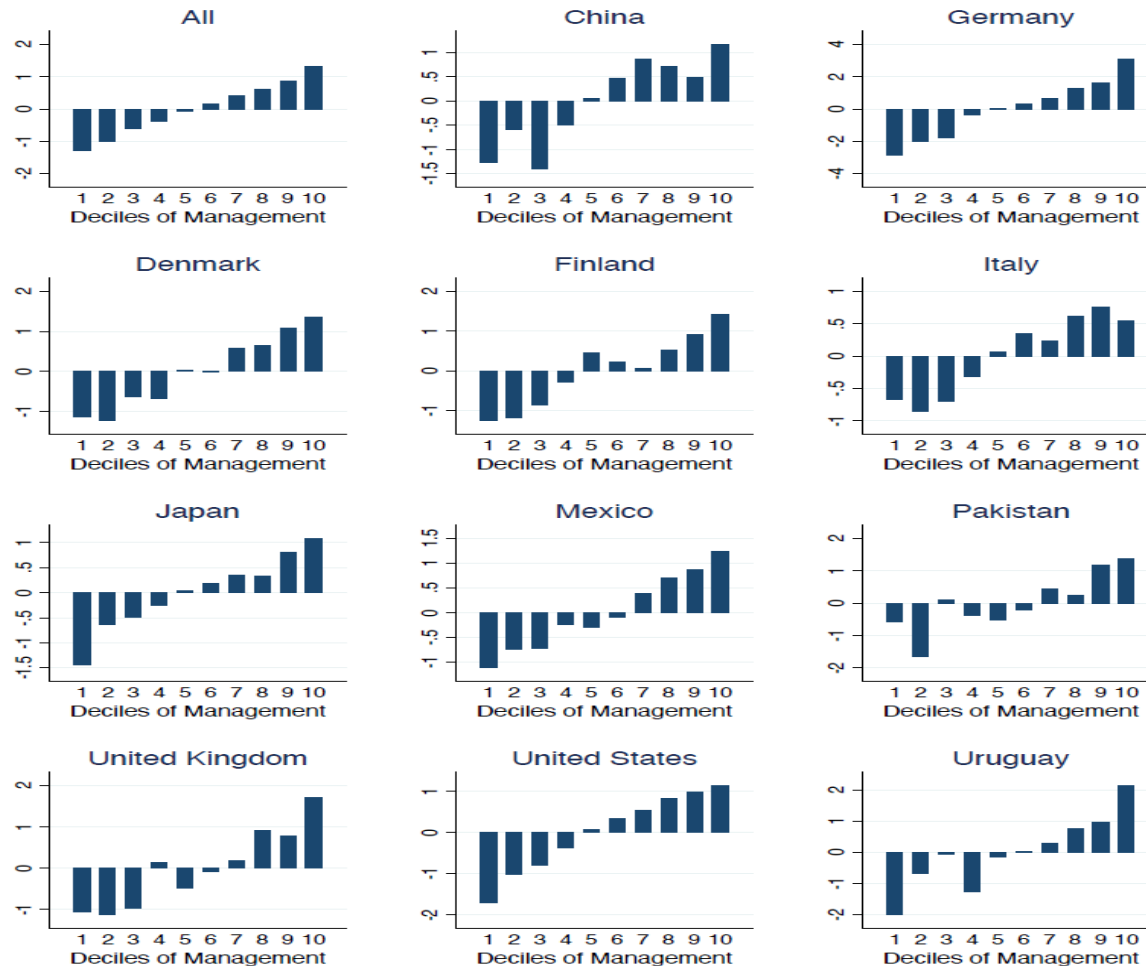 All
2
1
0
-1
-2
1 2 3 4 5 6 7 8 9 10
Deciles of Management
China
1
.5
0
-.5
-1
-1.5
1 2 3 4 5 6 7 8 9 10
Deciles of Management
Germany
4
2
0
-2
-4
1 2 3 4 5 6 7 8 9 10
Deciles of Management
Denmark
2
1
0
-1
1 2 3 4 5 6 7 8 9 10
Deciles of Management
Finland
2
1
0
-1
1 2 3 4 5 6 7 8 9 10
Deciles of Management
Italy
1
.5
0
-.5
-1
1 2 3 4 5 6 7 8 9 10
Deciles of Management
Japan
1
.5
0
-.5
-1
-1.5
1 2 3 4 5 6 7 8 9 10
Deciles of Management
Mexico
1.5
1
.5
0
-.5
-1
1 2 3 4 5 6 7 8 9 10
Deciles of Management
Pakistan
2
1
0
-1
-2
1 2 3 4 5 6 7 8 9 10
Deciles of Management
United Kingdom
2
1
0
-1
1 2 3 4 5 6 7 8 9 10
Deciles of Management
United States
1
0
-1
-2
1 2 3 4 5 6 7 8 9 10
Deciles of Management
Uruguay
2
1
0
-1
-2
1 2 3 4 5 6 7 8 9 10
Deciles of Management